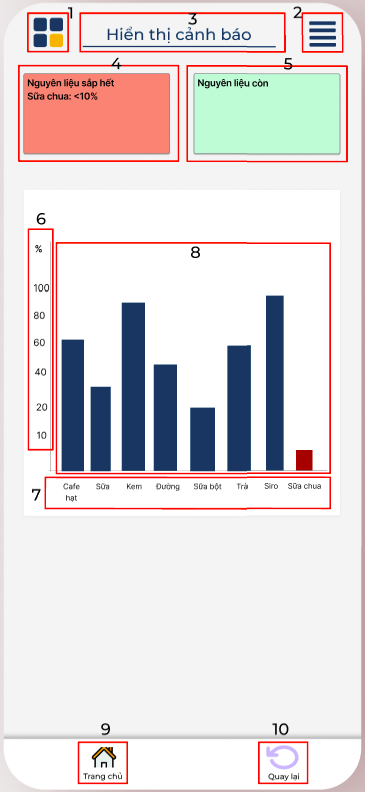 1
3
2
Hiển thị cảnh báo
4
5
Nguyên liệu sắp hết
Sữa chua: <10%
Nguyên liệu còn
6
%
8
100
80
60
40
20
10
7
Cafe hạt
Sữa
Kem
Đường
Sữa bột
Trà
Siro
Sữa chua
9
10
Trang chủ
Quay lại